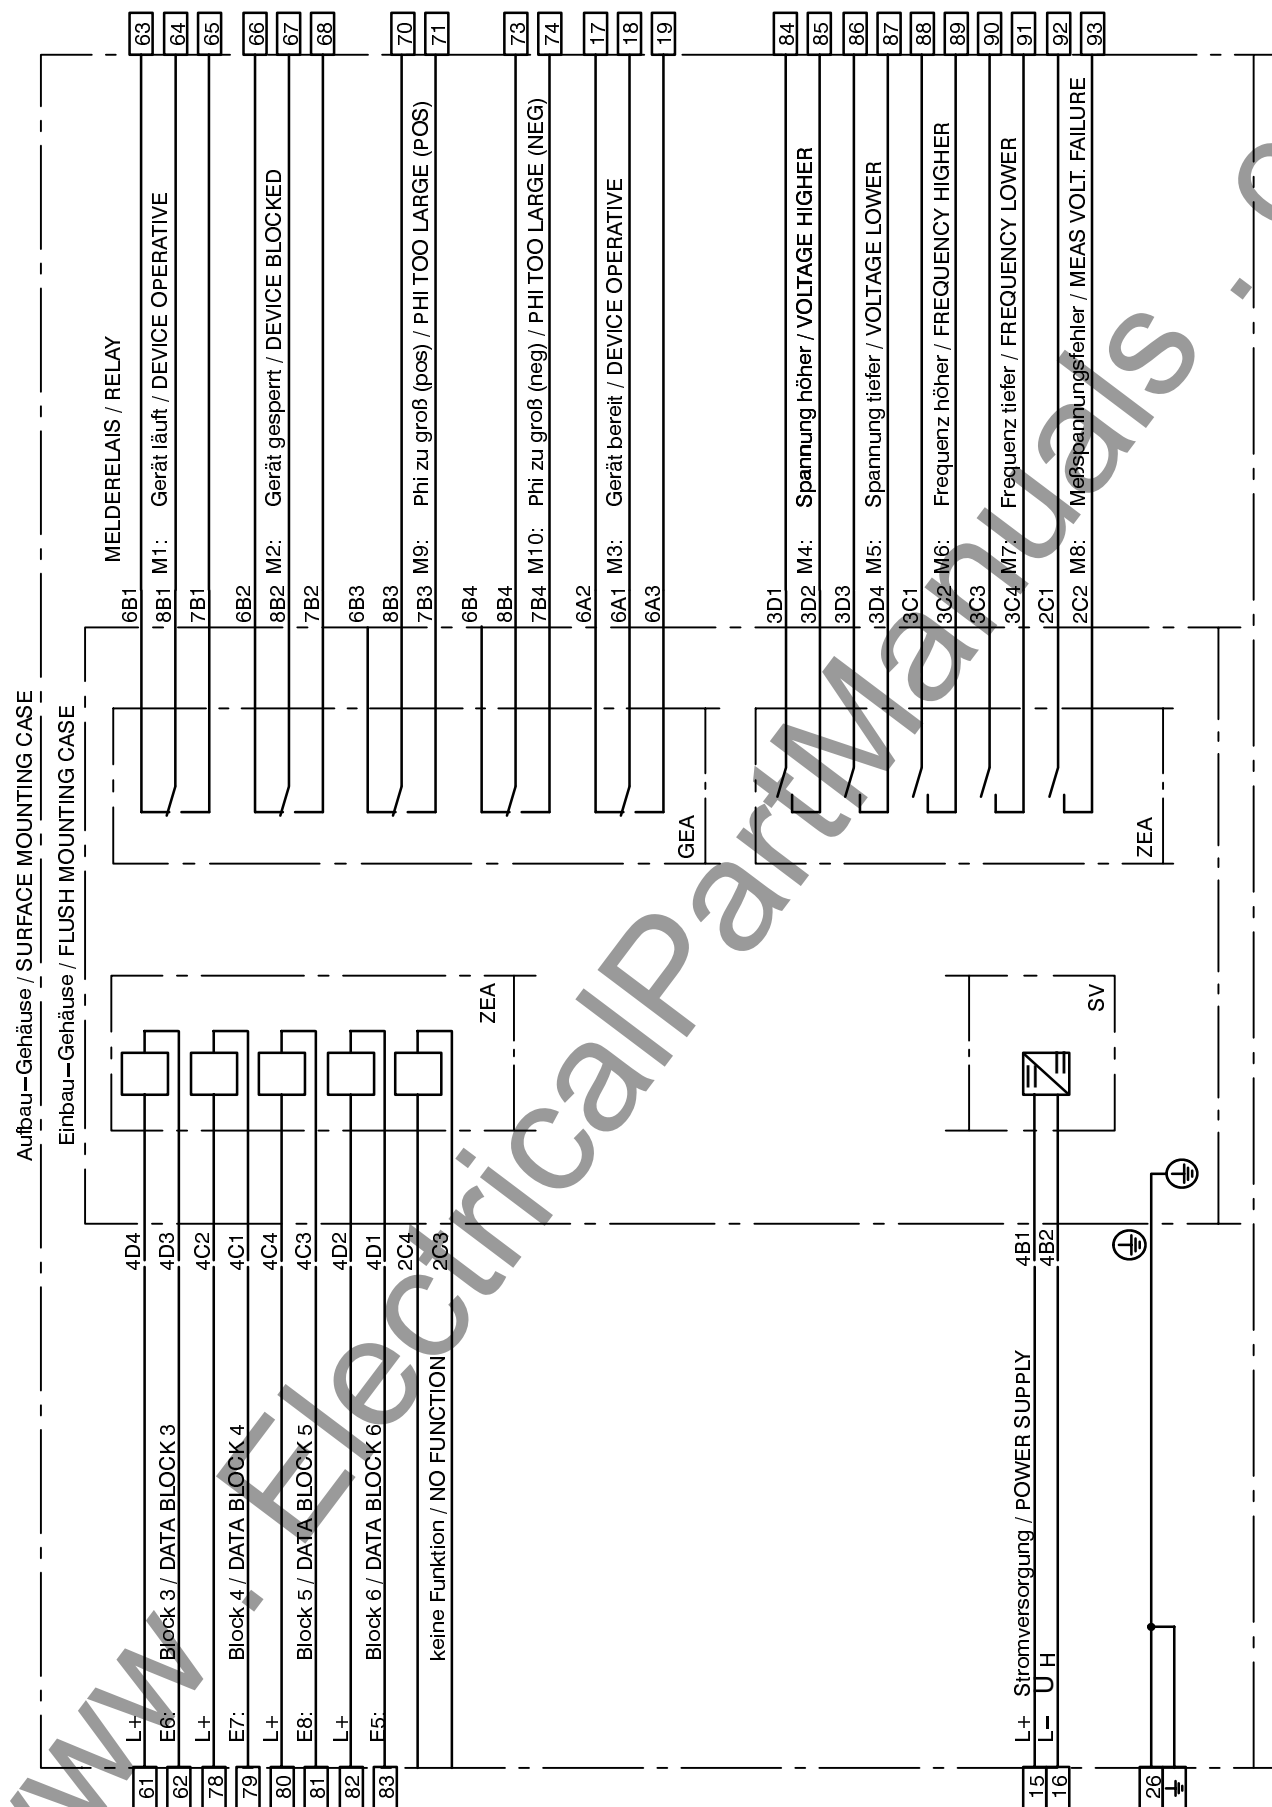 Aufbau-Gehäuse / SURFACE MOUNTING CASE
Einbau-Gehäuse / FLUSH MOUNTING CASE
MELDERELAIS / RELAY
61 L+ 4D4
62 E6: Block 3 / DATA BLOCK 3 4D3
78 L+ 4C2
79 E7: Block 4 / DATA BLOCK 4 4C1
80 L+ 4C4
81 E8: Block 5 / DATA BLOCK 5 4C3
82 L+ 4D2
83 E5: Block 6 / DATA BLOCK 6 4D1
2C4
keine Funktion / NO FUNCTION 2C3
ZEA
15 L+ Stromversorgung / POWER SUPPLY 4B1
16 L- U H 4B2
SV
26
6B1 63
8B1 M1: Gerät läuft / DEVICE OPERATIVE 64
7B1 65
6B2 66
8B2 M2: Gerät gesperrt / DEVICE BLOCKED 67
7B2 68
6B3
8B3 70
7B3 M9: Phi zu groß (pos) / PHI TOO LARGE (POS) 71
6B4
8B4 73
7B4 M10: Phi zu groß (neg) / PHI TOO LARGE (NEG) 74
6A2 17
6A1 M3: Gerät bereit / DEVICE OPERATIVE 18
6A3 19
GEA
3D1 84
3D2 M4: Spannung höher / VOLTAGE HIGHER 85
3D3 86
3D4 M5: Spannung tiefer / VOLTAGE LOWER 87
3C1 88
3C2 M6: Frequenz höher / FREQUENCY HIGHER 89
3C3 90
3C4 M7: Frequenz tiefer / FREQUENCY LOWER 91
2C1 92
2C2 M8: Meßspannungsfehler / MEAS VOLT. FAILURE 93
ZEA
www . ElectricalPartManuals . c